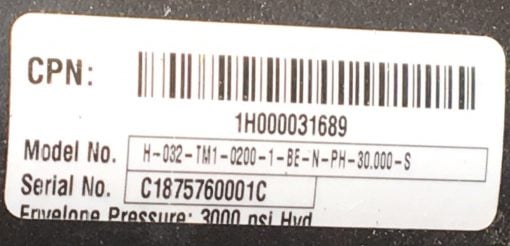 CPN:
1H000031689
Model No. H-032-TM1-0200-1-BE-N-PH-30.000-S
Serial No. C1875760001C
Envelope Pressure: 3000 psi Hyd